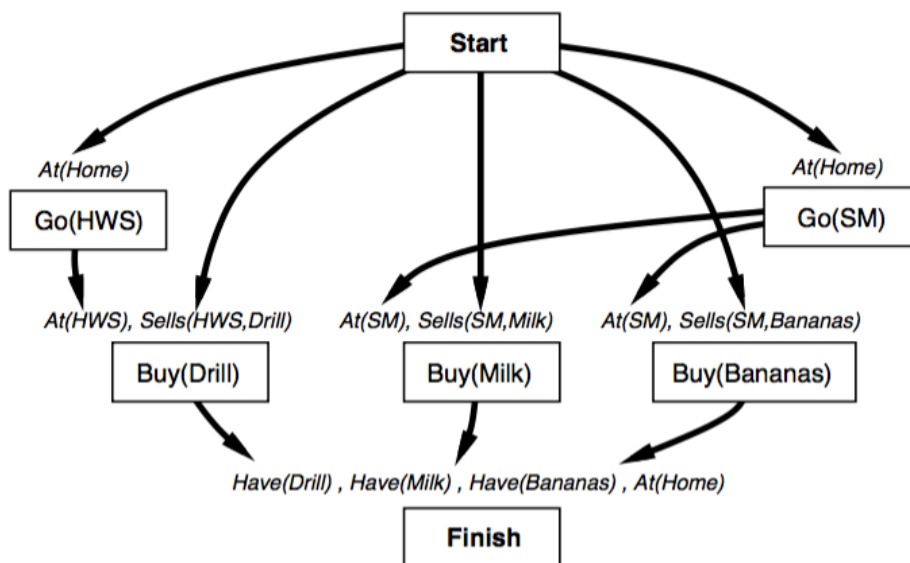 Start
At(Home)
At(Home)
Go(HWS)
Go(SM)
At(HWS), Sells(HWS,Drill)
At(SM), Sells(SM,Milk)
At(SM), Sells(SM,Bananas)
Buy(Drill)
Buy(Milk)
Buy(Bananas)
Have(Drill) , Have(Milk) , Have(Bananas) , At(Home)
Finish